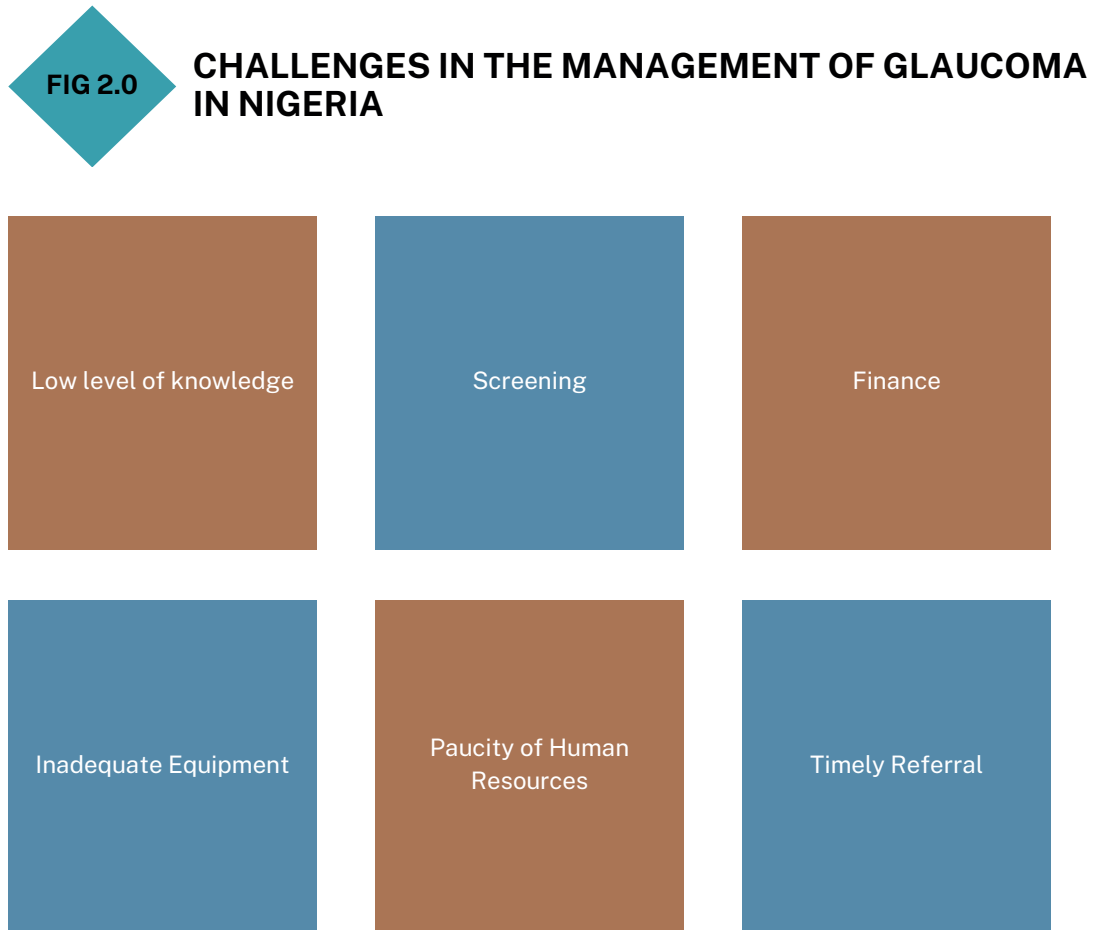 FIG 2.0
CHALLENGES IN THE MANAGEMENT OF GLAUCOMA
IN NIGERIA
Low level of knowledge
Screening
Finance
Inadequate Equipment
Paucity of Human
Resources
Timely Referral